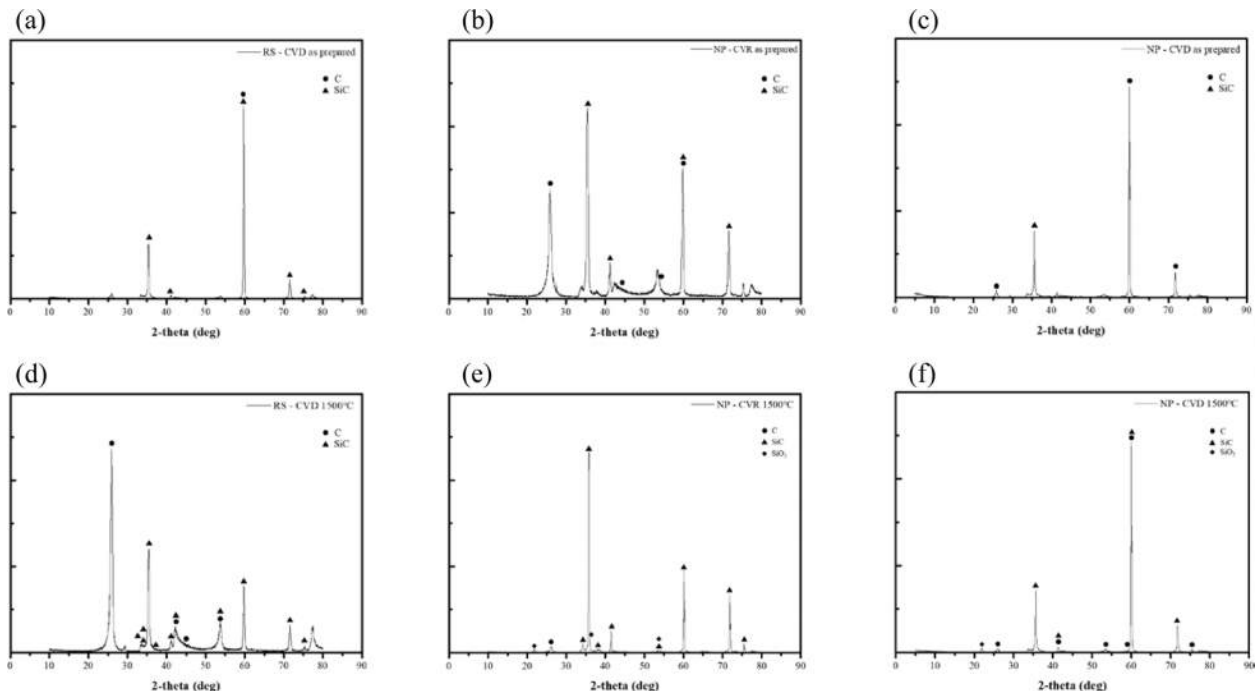 (a)
RS - CVD as prepared
C
SiC
0 10 20 30 40 50 60 70 80 90
2-theta (deg)
(b)
NP - CVR as prepared
C
SiC
0 10 20 30 40 50 60 70 80 90
2-theta (deg)
(c)
NP - CVD as prepared
C
SiC
0 10 20 30 40 50 60 70 80 90
2-theta (deg)
(d)
RS - CVD 1500℃
C
SiC
0 10 20 30 40 50 60 70 80 90
2-theta (deg)
(e)
NP - CVR 1500℃
C
SiC
SiO₂
0 10 20 30 40 50 60 70 80 90
2-theta (deg)
(f)
NP - CVD 1500℃
C
SiC
SiO₂
0 10 20 30 40 50 60 70 80 90
2-theta (deg)